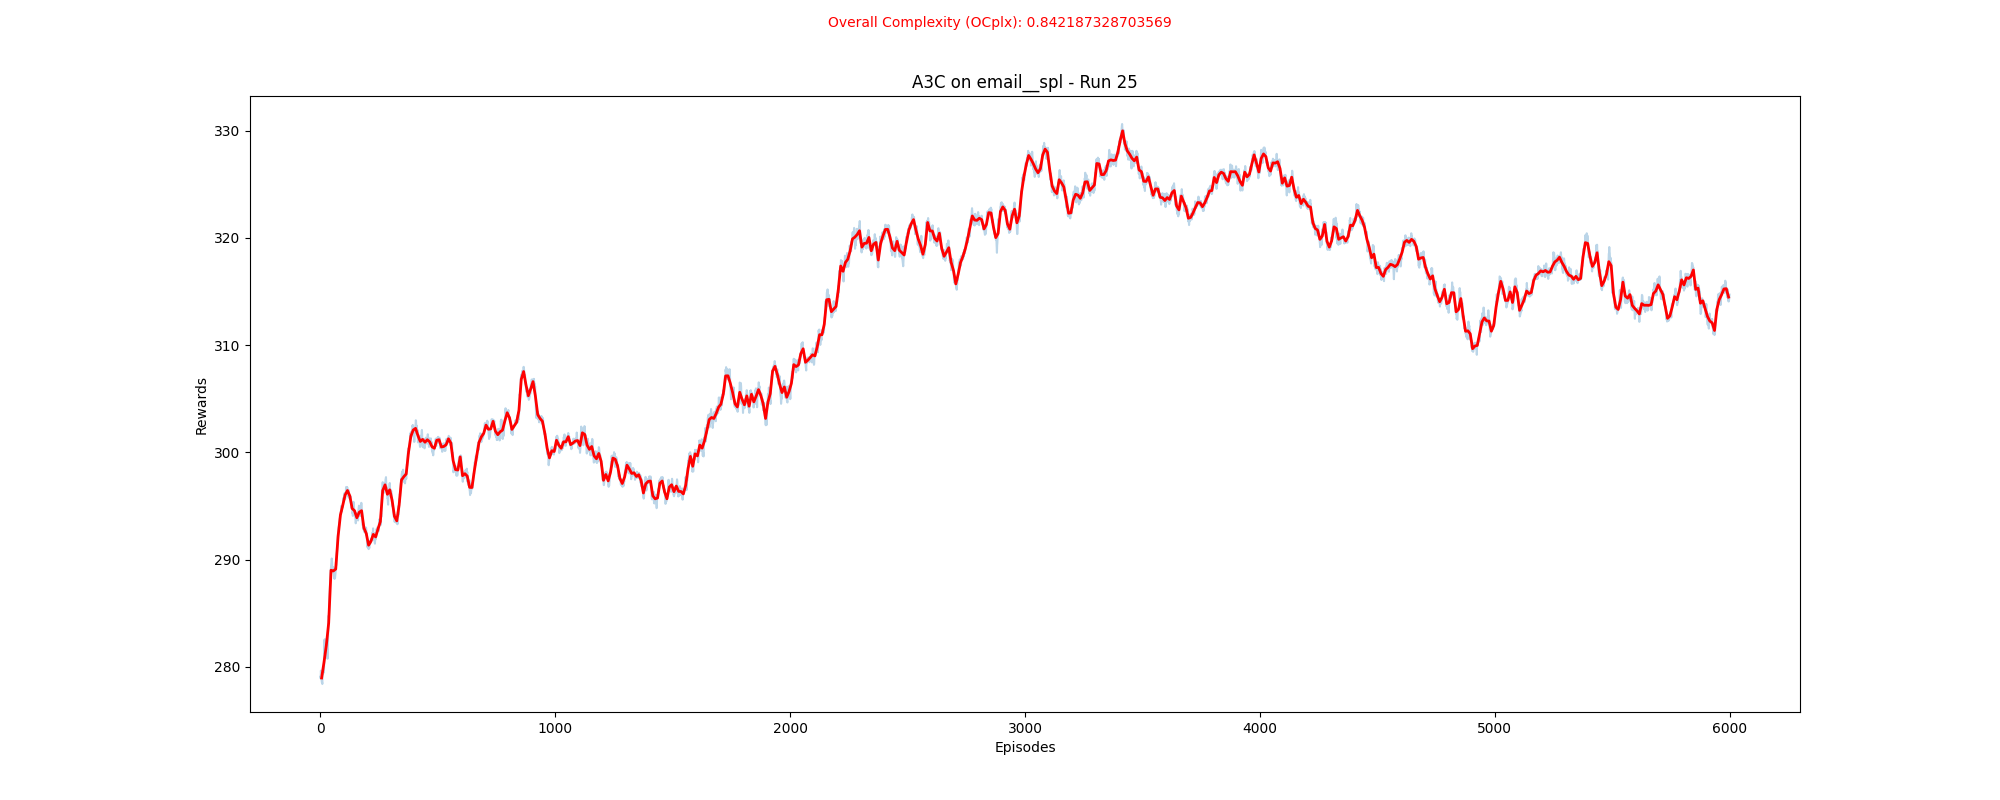 Overall Complexity (OCplx): 0.842187328703569
A3C on email__spl - Run 25
330
320
310
300
290
280
Rewards
0 1000 2000 3000 4000 5000 6000
Episodes